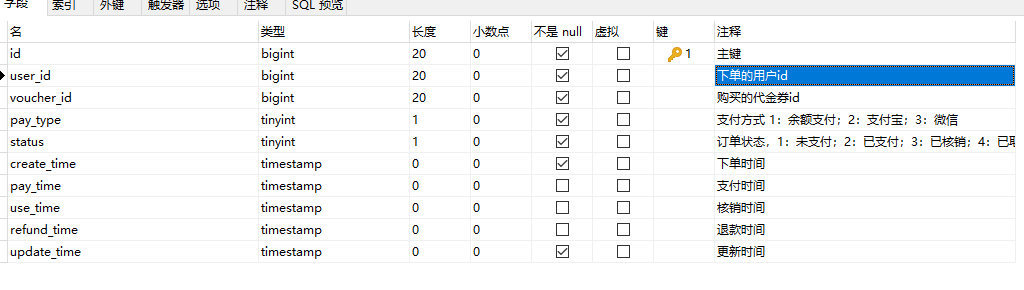 字段 索引 外键 触发器 选项 注释 SQL 预览
名 类型 长度 小数点 不是 null 虚拟 键 注释
id bigint 20 0 1 主键
user_id bigint 20 0 下单的用户id
voucher_id bigint 20 0 购买的代金券id
pay_type tinyint 1 0 支付方式 1：余额支付；2：支付宝；3：微信
status tinyint 1 0 订单状态，1：未支付；2：已支付；3：已核销；4：已取
create_time timestamp 0 0 下单时间
pay_time timestamp 0 0 支付时间
use_time timestamp 0 0 核销时间
refund_time timestamp 0 0 退款时间
update_time timestamp 0 0 更新时间